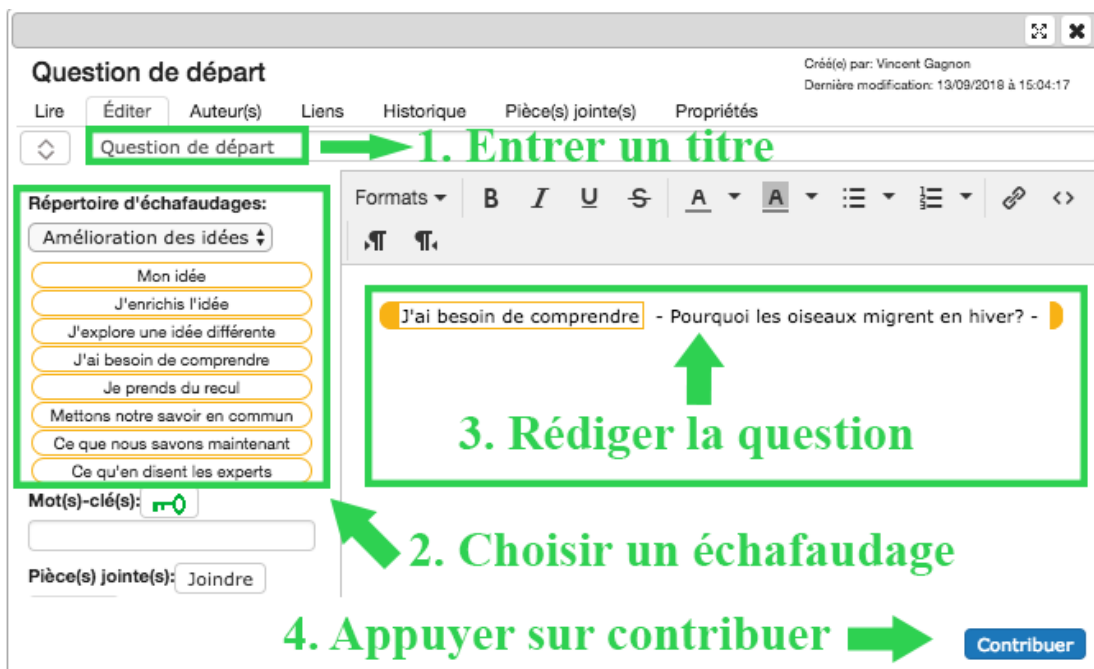 Question de départ
Créé(e) par: Vincent Gagnon
Dernière modification: 13/09/2018 à 15:04:17
Lire Éditer Auteur(s) Liens Historique Pièce(s) jointe(s) Propriétés
Question de départ 1. Entrer un titre
Répertoire d'échafaudages:
Amélioration des idées
Mon idée
J'enrichis l'idée
J'explore une idée différente
J'ai besoin de comprendre
Je prends du recul
Mettons notre savoir en commun
Ce que nous savons maintenant
Ce qu'en disent les experts
Formats B I U S A A
J'ai besoin de comprendre - Pourquoi les oiseaux migrent en hiver? -
3. Rédiger la question
Mot(s)-clé(s):
2. Choisir un échafaudage
Pièce(s) jointe(s): Joindre
4. Appuyer sur contribuer Contribuer